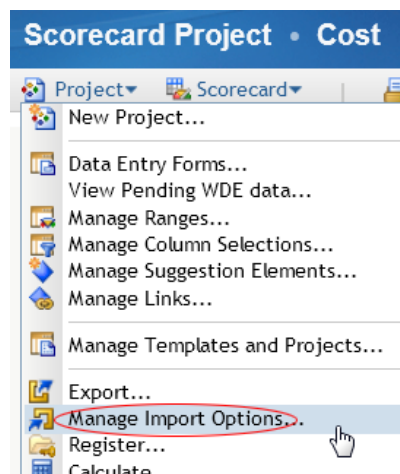 Scorecard Project • Cost
Project▾ Scorecard▾ |
New Project...
Data Entry Forms...
View Pending WDE data...
Manage Ranges...
Manage Column Selections...
Manage Suggestion Elements...
Manage Links...
Manage Templates and Projects...
Export...
Manage Import Options...
Register...
Calculate